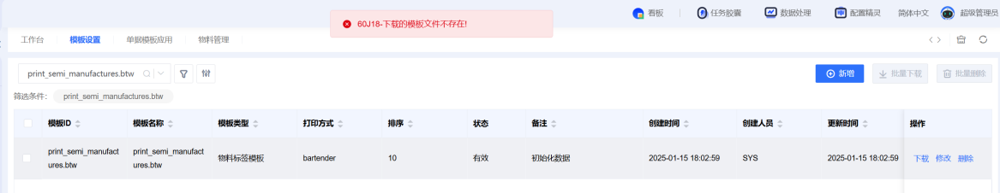 看板 任务胶囊 数据处理 配置精灵 简体中文 超级管理员
60J18-下载的模板文件不存在!
工作台 模板设置 单据模板应用 物料管理
print_semi_manufactures.btw 新增 批量下载 批量删除
筛选条件: print_semi_manufactures.btw
模板ID 模板名称 模板类型 打印方式 排序 状态 备注 创建时间 创建人员 更新时间 操作
print_semi_manufact
ures.btw
print_semi_manufact
ures.btw
物料标签模板 bartender 10 有效 初始化数据 2025-01-15 18:02:59 SYS 2025-01-15 18:02:59 下载 修改 删除